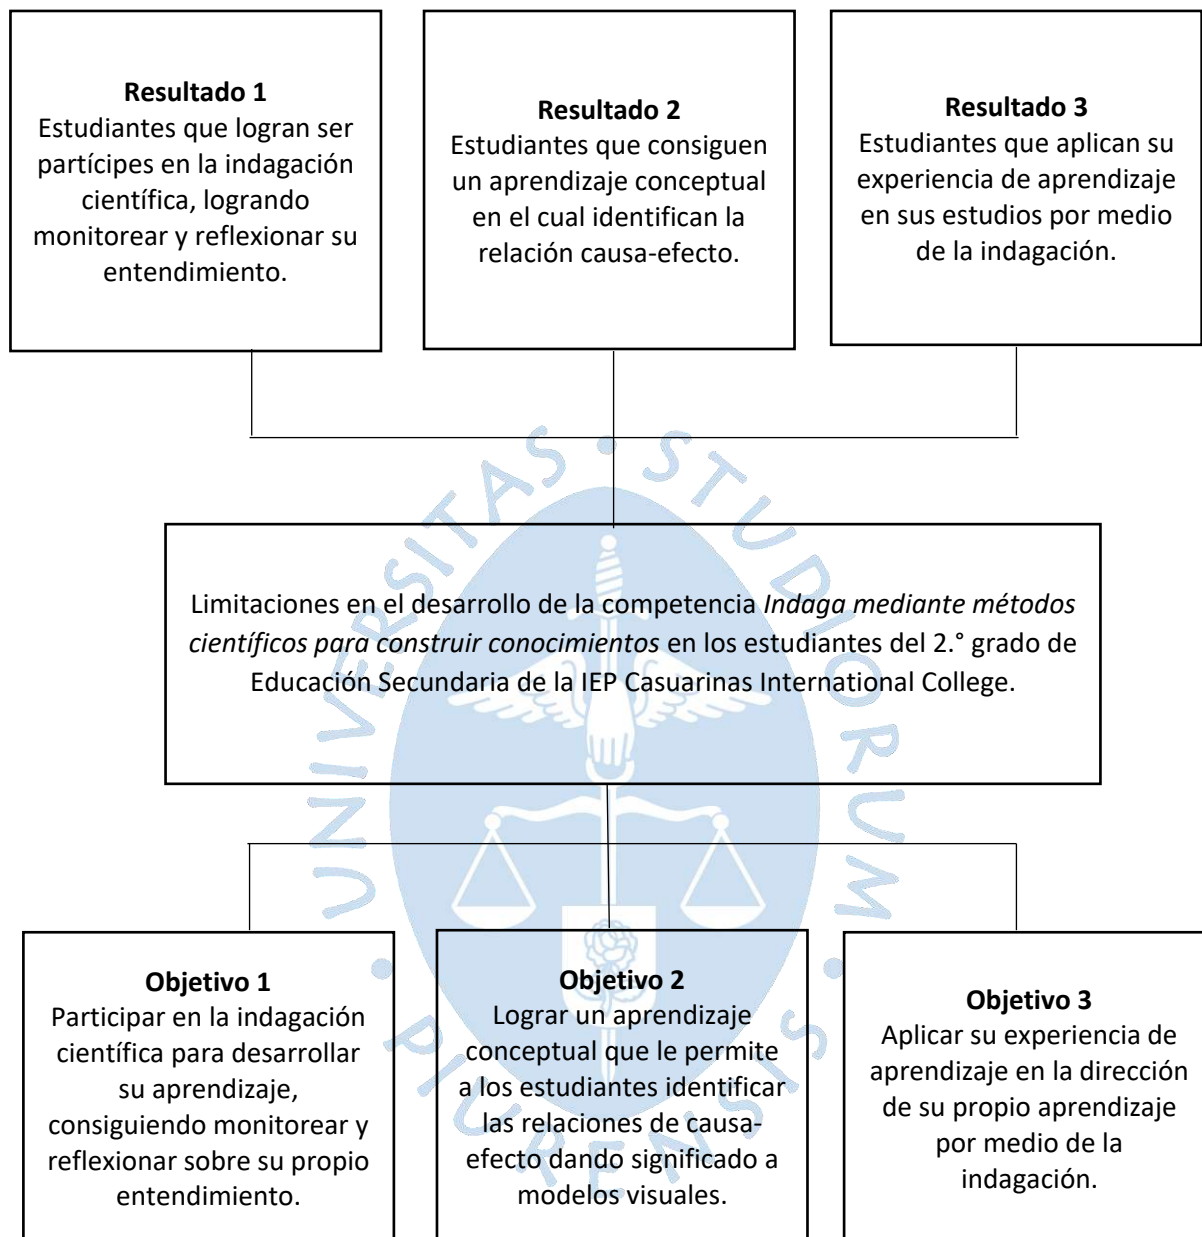 Resultado 1
Estudiantes que logran ser
partícipes en la indagación
científica, logrando
monitorear y reflexionar su
entendimiento.
Resultado 2
Estudiantes que consiguen
un aprendizaje conceptual
en el cual identifican la
relación causa-efecto.
Resultado 3
Estudiantes que aplican su
experiencia de aprendizaje
en sus estudios por medio
de la indagación.
UNIVERSITAS • STUDIORUM • PIURENSIS •
Limitaciones en el desarrollo de la competencia Indaga mediante métodos
científicos para construir conocimientos en los estudiantes del 2.° grado de
Educación Secundaria de la IEP Casuarinas International College.
Objetivo 1
Participar en la indagación
científica para desarrollar
su aprendizaje,
consiguiendo monitorear y
reflexionar sobre su propio
entendimiento.
Objetivo 2
Lograr un aprendizaje
conceptual que le permite
a los estudiantes identificar
las relaciones de causa-
efecto dando significado a
modelos visuales.
Objetivo 3
Aplicar su experiencia de
aprendizaje en la dirección
de su propio aprendizaje
por medio de la
indagación.